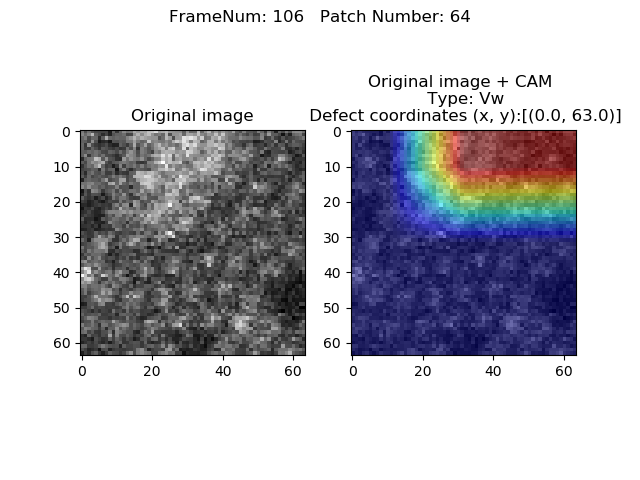 FrameNum: 106   Patch Number: 64
Original image
Original image + CAM
Type: Vw
Defect coordinates (x, y):[(0.0, 63.0)]
0
10
20
30
40
50
60
0 20 40 60
0
10
20
30
40
50
60
0 20 40 60